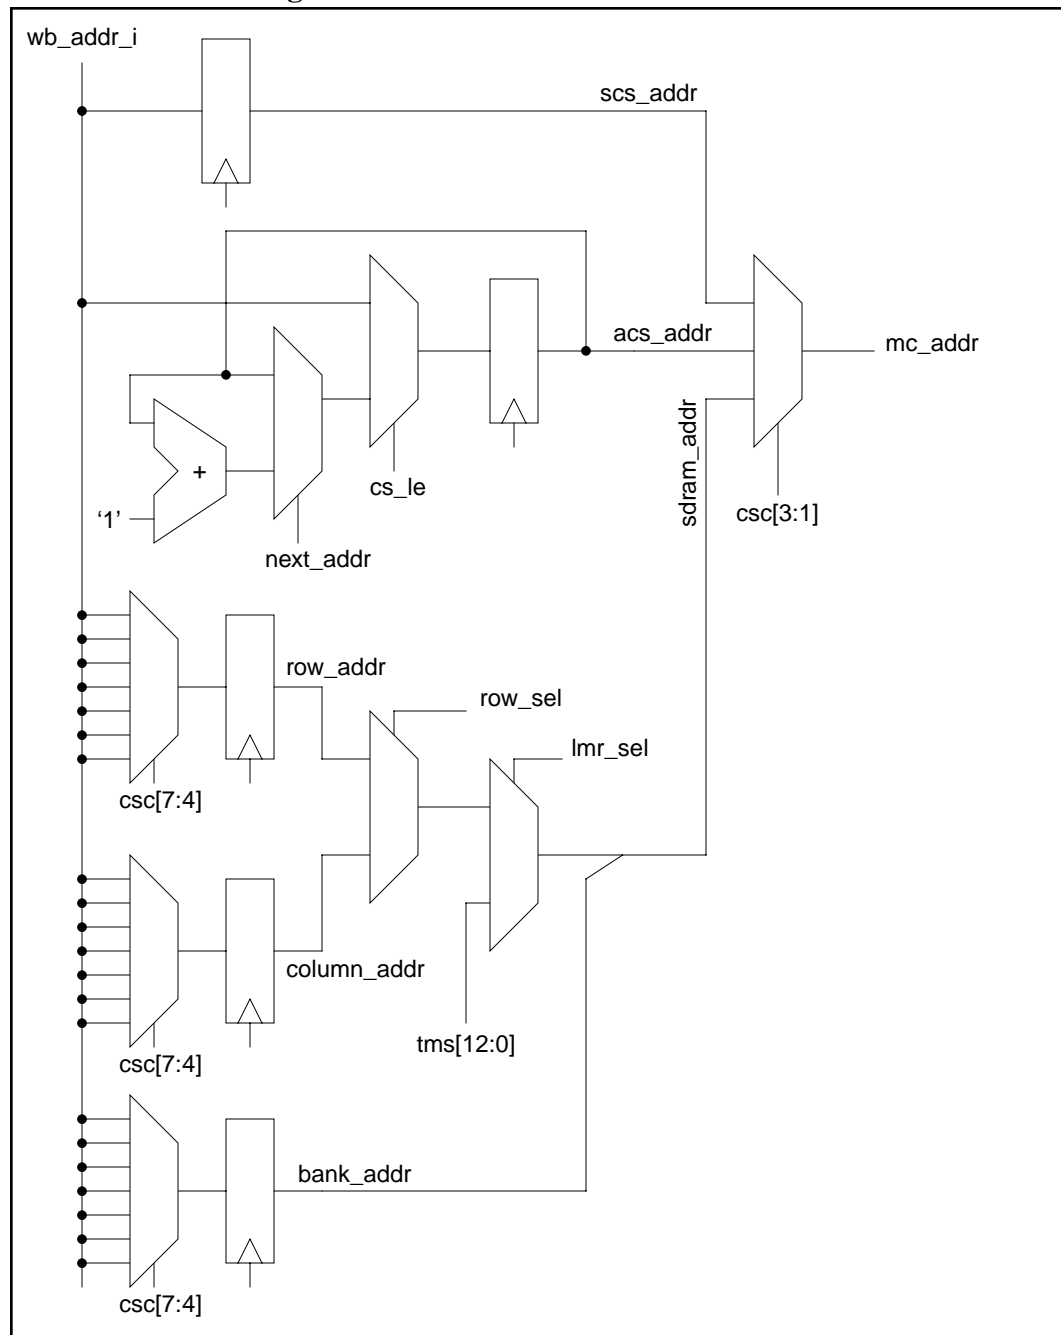 wb_addr_i
scs_addr
acs_addr
mc_addr
sdram_addr
+
cs_le
csc[3:1]
‘1’
next_addr
row_addr
row_sel
lmr_sel
csc[7:4]
column_addr
tms[12:0]
csc[7:4]
bank_addr
csc[7:4]